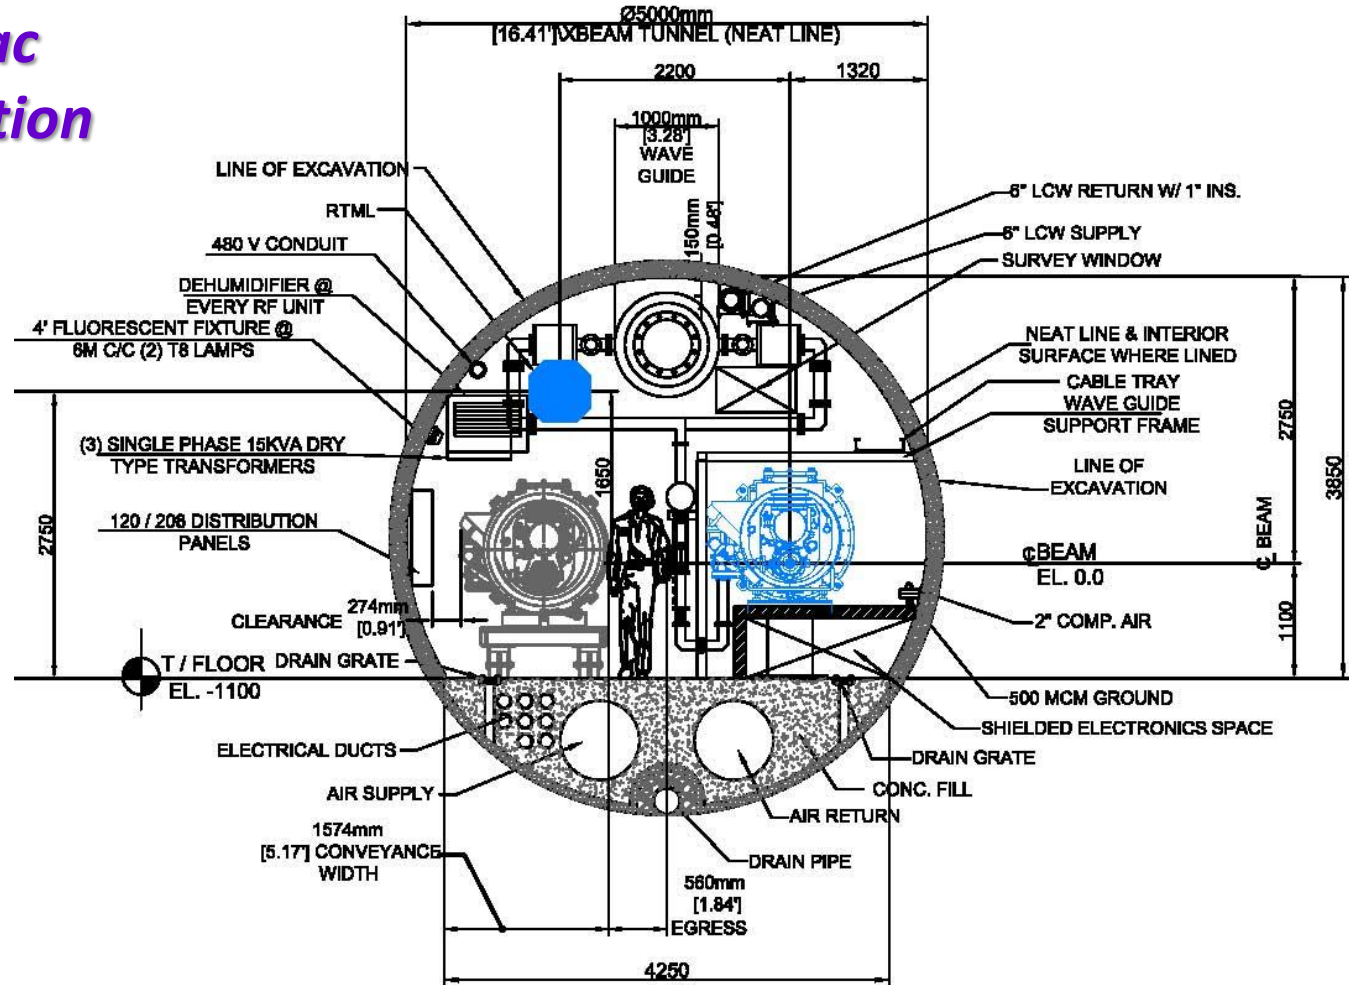 ac
tion
Ø5000mm
[16.41']\XBEAM TUNNEL (NEAT LINE)
2200
1320
1000mm
[3.28']
WAVE
GUIDE
150mm
[0.48']
LINE OF EXCAVATION
RTML
480 V CONDUIT
DEHUMIDIFIER @
EVERY RF UNIT
4' FLUORESCENT FIXTURE @
6M C/C (2) T8 LAMPS
(3) SINGLE PHASE 15KVA DRY
TYPE TRANSFORMERS
120 / 208 DISTRIBUTION
PANELS
2750
1650
CLEARANCE
274mm
[0.91']
T / FLOOR
EL. -1100
DRAIN GRATE
ELECTRICAL DUCTS
AIR SUPPLY
1574mm
[5.17'] CONVEYANCE
WIDTH
560mm
[1.84']
EGRESS
4250
6" LCW RETURN W/ 1" INS.
6" LCW SUPPLY
SURVEY WINDOW
NEAT LINE & INTERIOR
SURFACE WHERE LINED
CABLE TRAY
WAVE GUIDE
SUPPORT FRAME
LINE OF
EXCAVATION
2750
3850
℄ BEAM
℄BEAM
EL. 0.0
1100
2" COMP. AIR
500 MCM GROUND
SHIELDED ELECTRONICS SPACE
DRAIN GRATE
CONC. FILL
AIR RETURN
DRAIN PIPE